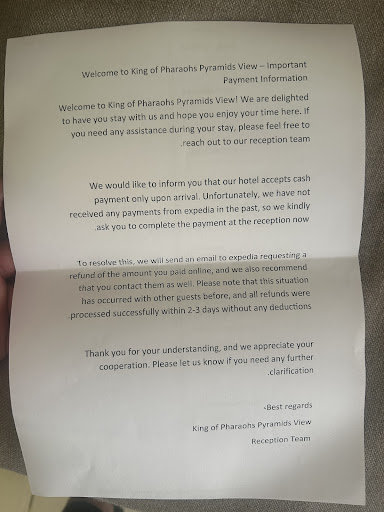 Welcome to King of Pharaohs Pyramids View – Important
Payment Information
Welcome to King of Pharaohs Pyramids View! We are delighted
to have you stay with us and hope you enjoy your time here. If
you need any assistance during your stay, please feel free to
.reach out to our reception team
We would like to inform you that our hotel accepts cash
payment only upon arrival. Unfortunately, we have not
received any payments from expedia in the past, so we kindly
.ask you to complete the payment at the reception now
To resolve this, we will send an email to expedia requesting a
refund of the amount you paid online, and we also recommend
that you contact them as well. Please note that this situation
has occurred with other guests before, and all refunds were
.processed successfully within 2-3 days without any deductions
Thank you for your understanding, and we appreciate your
cooperation. Please let us know if you need any further
.clarification
-Best regards
King of Pharaohs Pyramids View
Reception Team